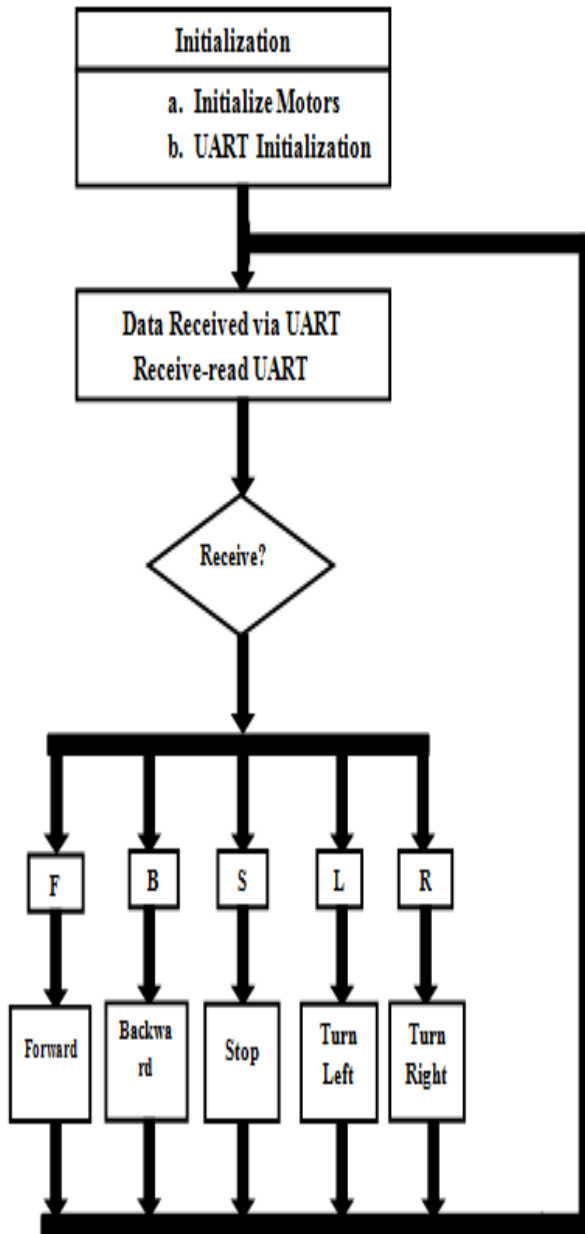 Initialization
a. Initialize Motors
b. UART Initialization
Data Received via UART
Receive-read UART
Receive?
F
B
S
L
R
Forward
Backwa
rd
Stop
Turn
Left
Turn
Right